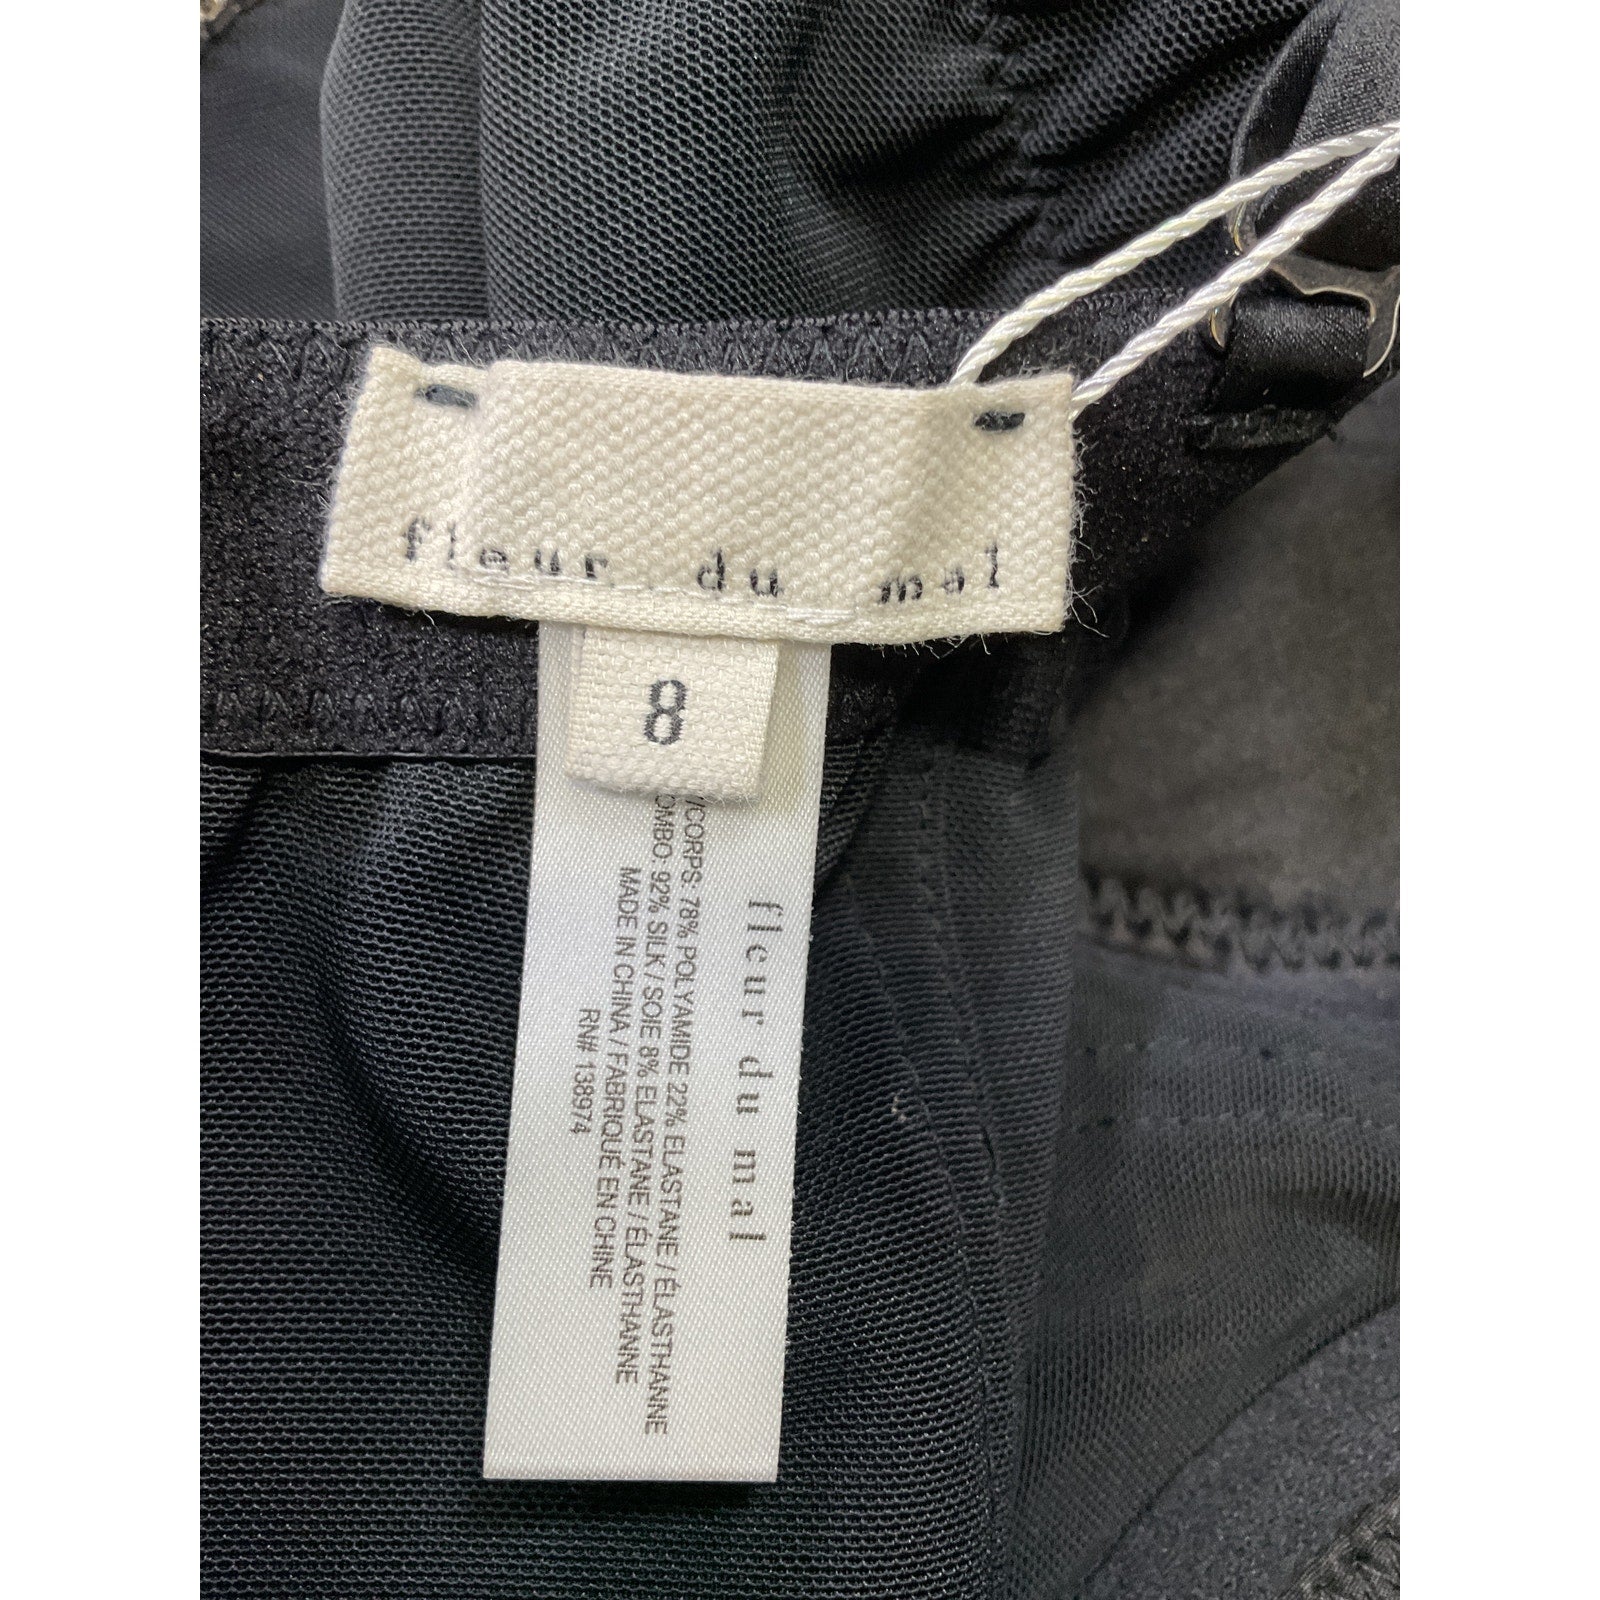 fleur du mal
8
fleur du mal
/CORPS: 78% POLYAMIDE 22% ELASTANE / ÉLASTHANNE
OMBO: 92% SILK / SOIE 8% ELASTANE / ÉLASTHANNE
MADE IN CHINA / FABRIQUÉ EN CHINE
RN# 138974